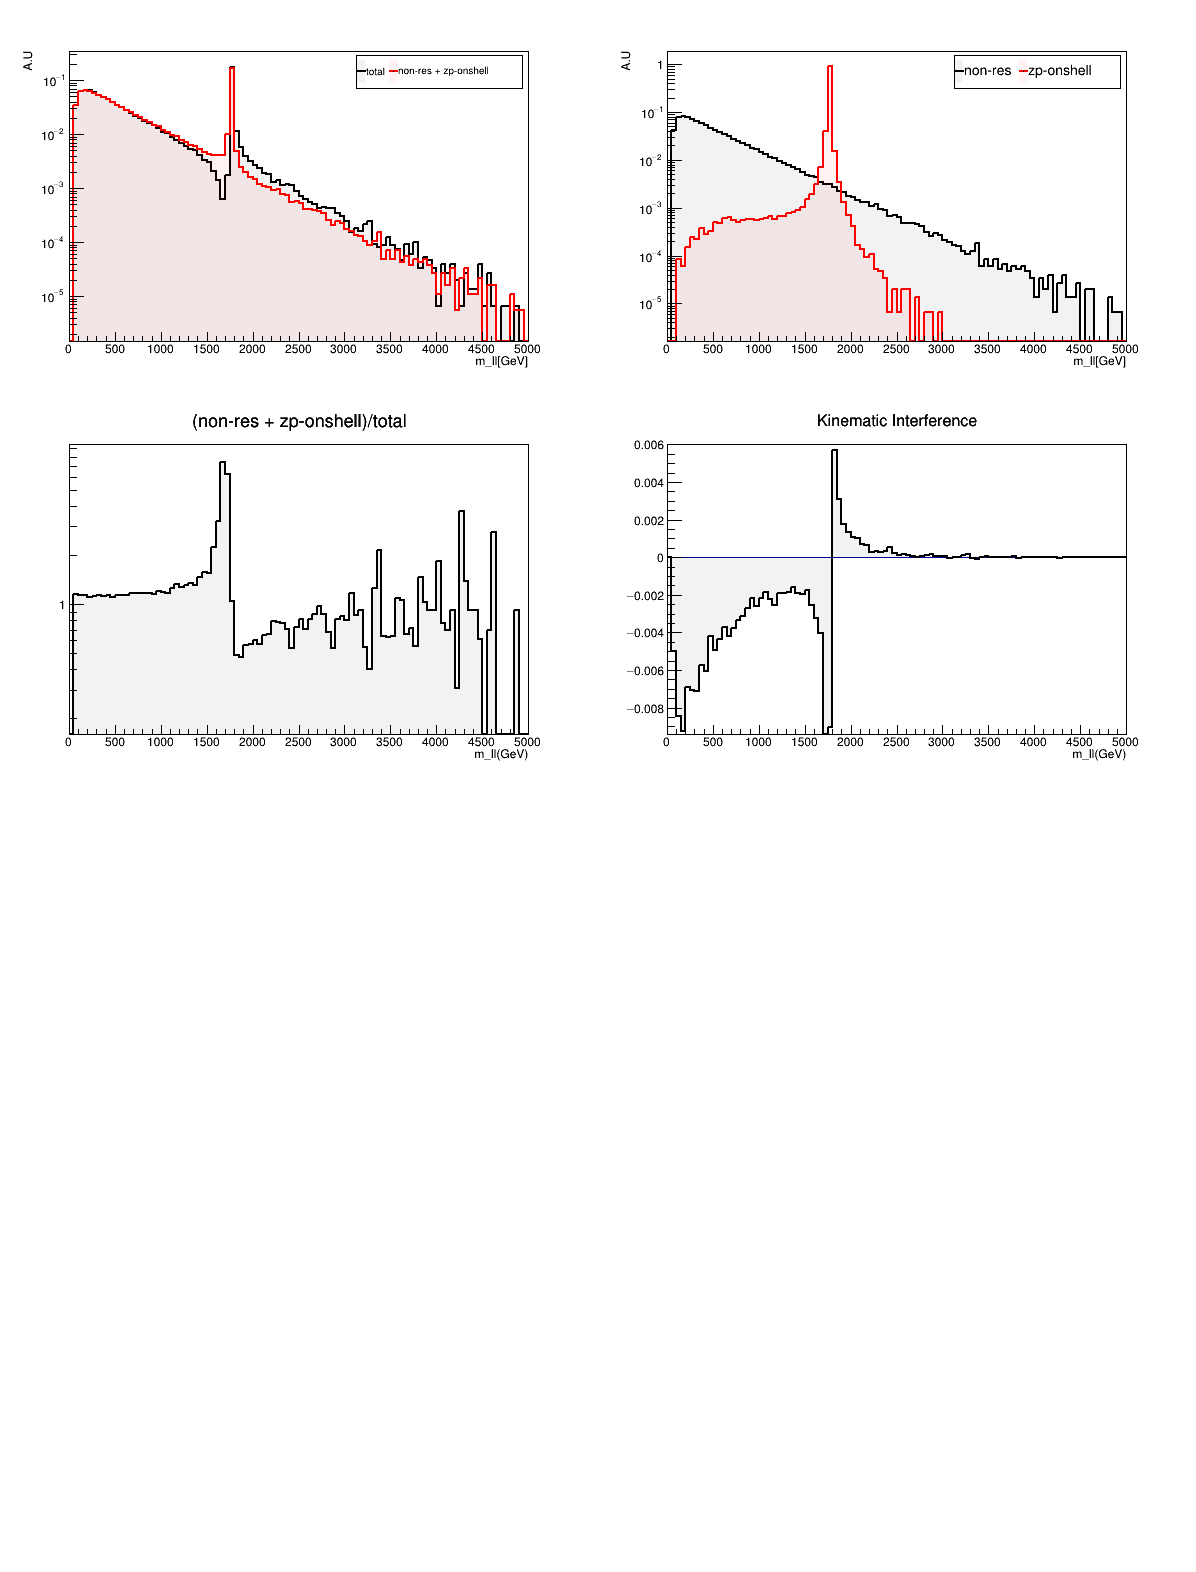 A.U
total non-res + zp-onshell
10⁻¹
10⁻²
10⁻³
10⁻⁴
10⁻⁵
0 500 1000 1500 2000 2500 3000 3500 4000 4500 5000
m_ll[GeV]
A.U
non-res zp-onshell
1
10⁻¹
10⁻²
10⁻³
10⁻⁴
10⁻⁵
0 500 1000 1500 2000 2500 3000 3500 4000 4500 5000
m_ll[GeV]
(non-res + zp-onshell)/total
1
0 500 1000 1500 2000 2500 3000 3500 4000 4500 5000
m_ll(GeV)
Kinematic Interference
0.006
0.004
0.002
0
−0.002
−0.004
−0.006
−0.008
0 500 1000 1500 2000 2500 3000 3500 4000 4500 5000
m_ll(GeV)